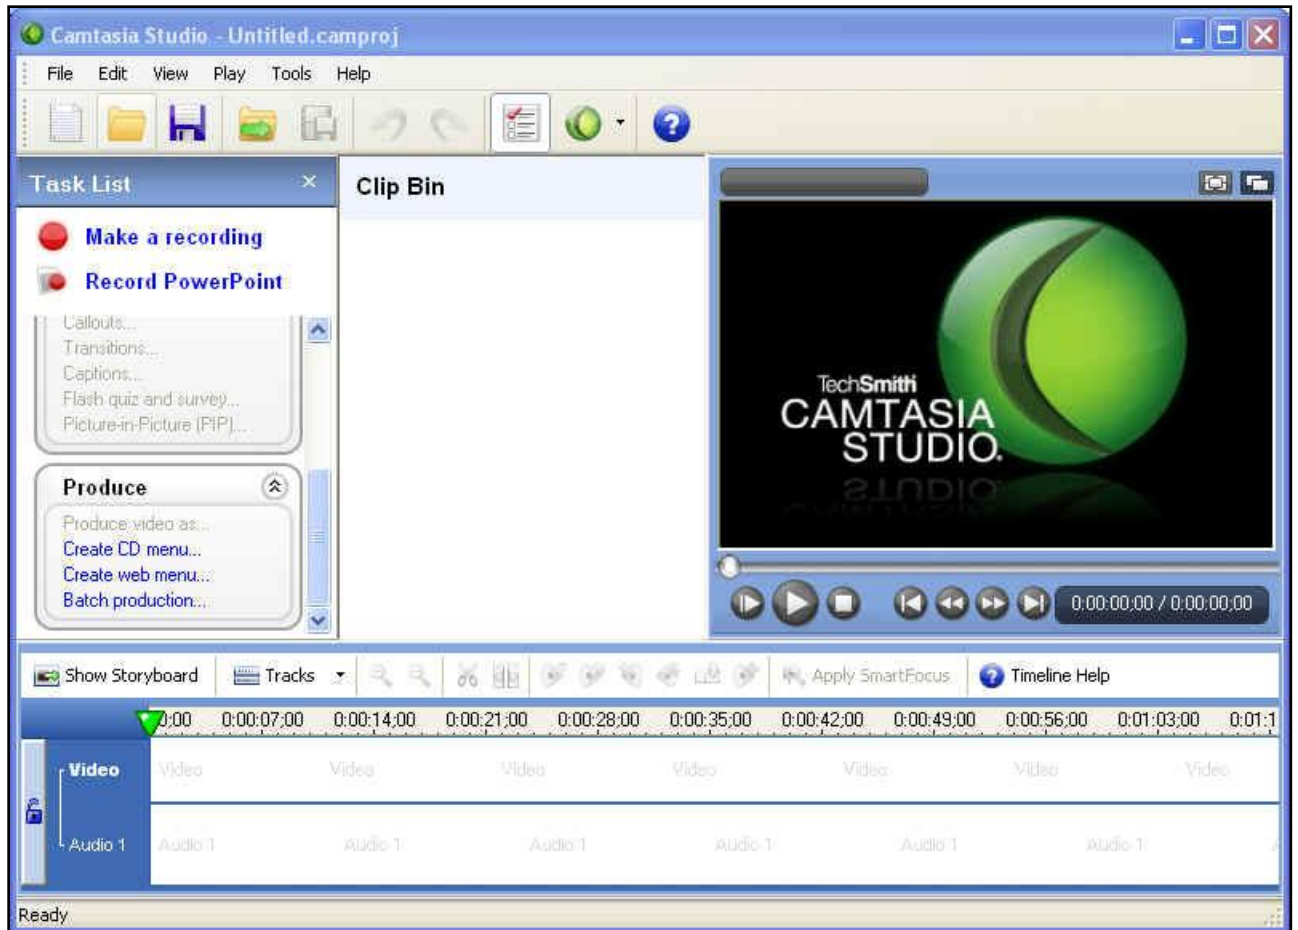 Camtasia Studio - Untitled.camproj
File Edit View Play Tools Help
Task List
Make a recording
Record PowerPoint
Callouts...
Transitions...
Captions...
Flash quiz and survey...
Picture-in-Picture (PIP)...
Produce
Produce video as...
Create CD menu...
Create web menu...
Batch production...
Clip Bin
TechSmith
CAMTASIA
STUDIO.
0:00:00;00 / 0:00:00;00
Show Storyboard Tracks Apply SmartFocus Timeline Help
0;00 0:00:07;00 0:00:14;00 0:00:21;00 0:00:28;00 0:00:35;00 0:00:42;00 0:00:49;00 0:00:56;00 0:01:03;00 0:01:1
Video Video Video Video Video Video Video Video
Audio 1 Audio 1 Audio 1 Audio 1 Audio 1 Audio 1 Audio 1
Ready